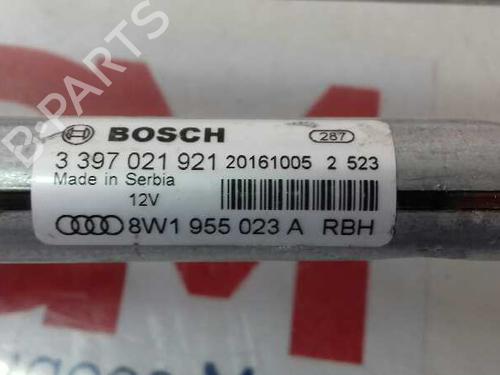 BOSCH 287
3 397 021 921 20161005 2 523
Made in Serbia
12V
8W1 955 023 A RBH
B-PARTS